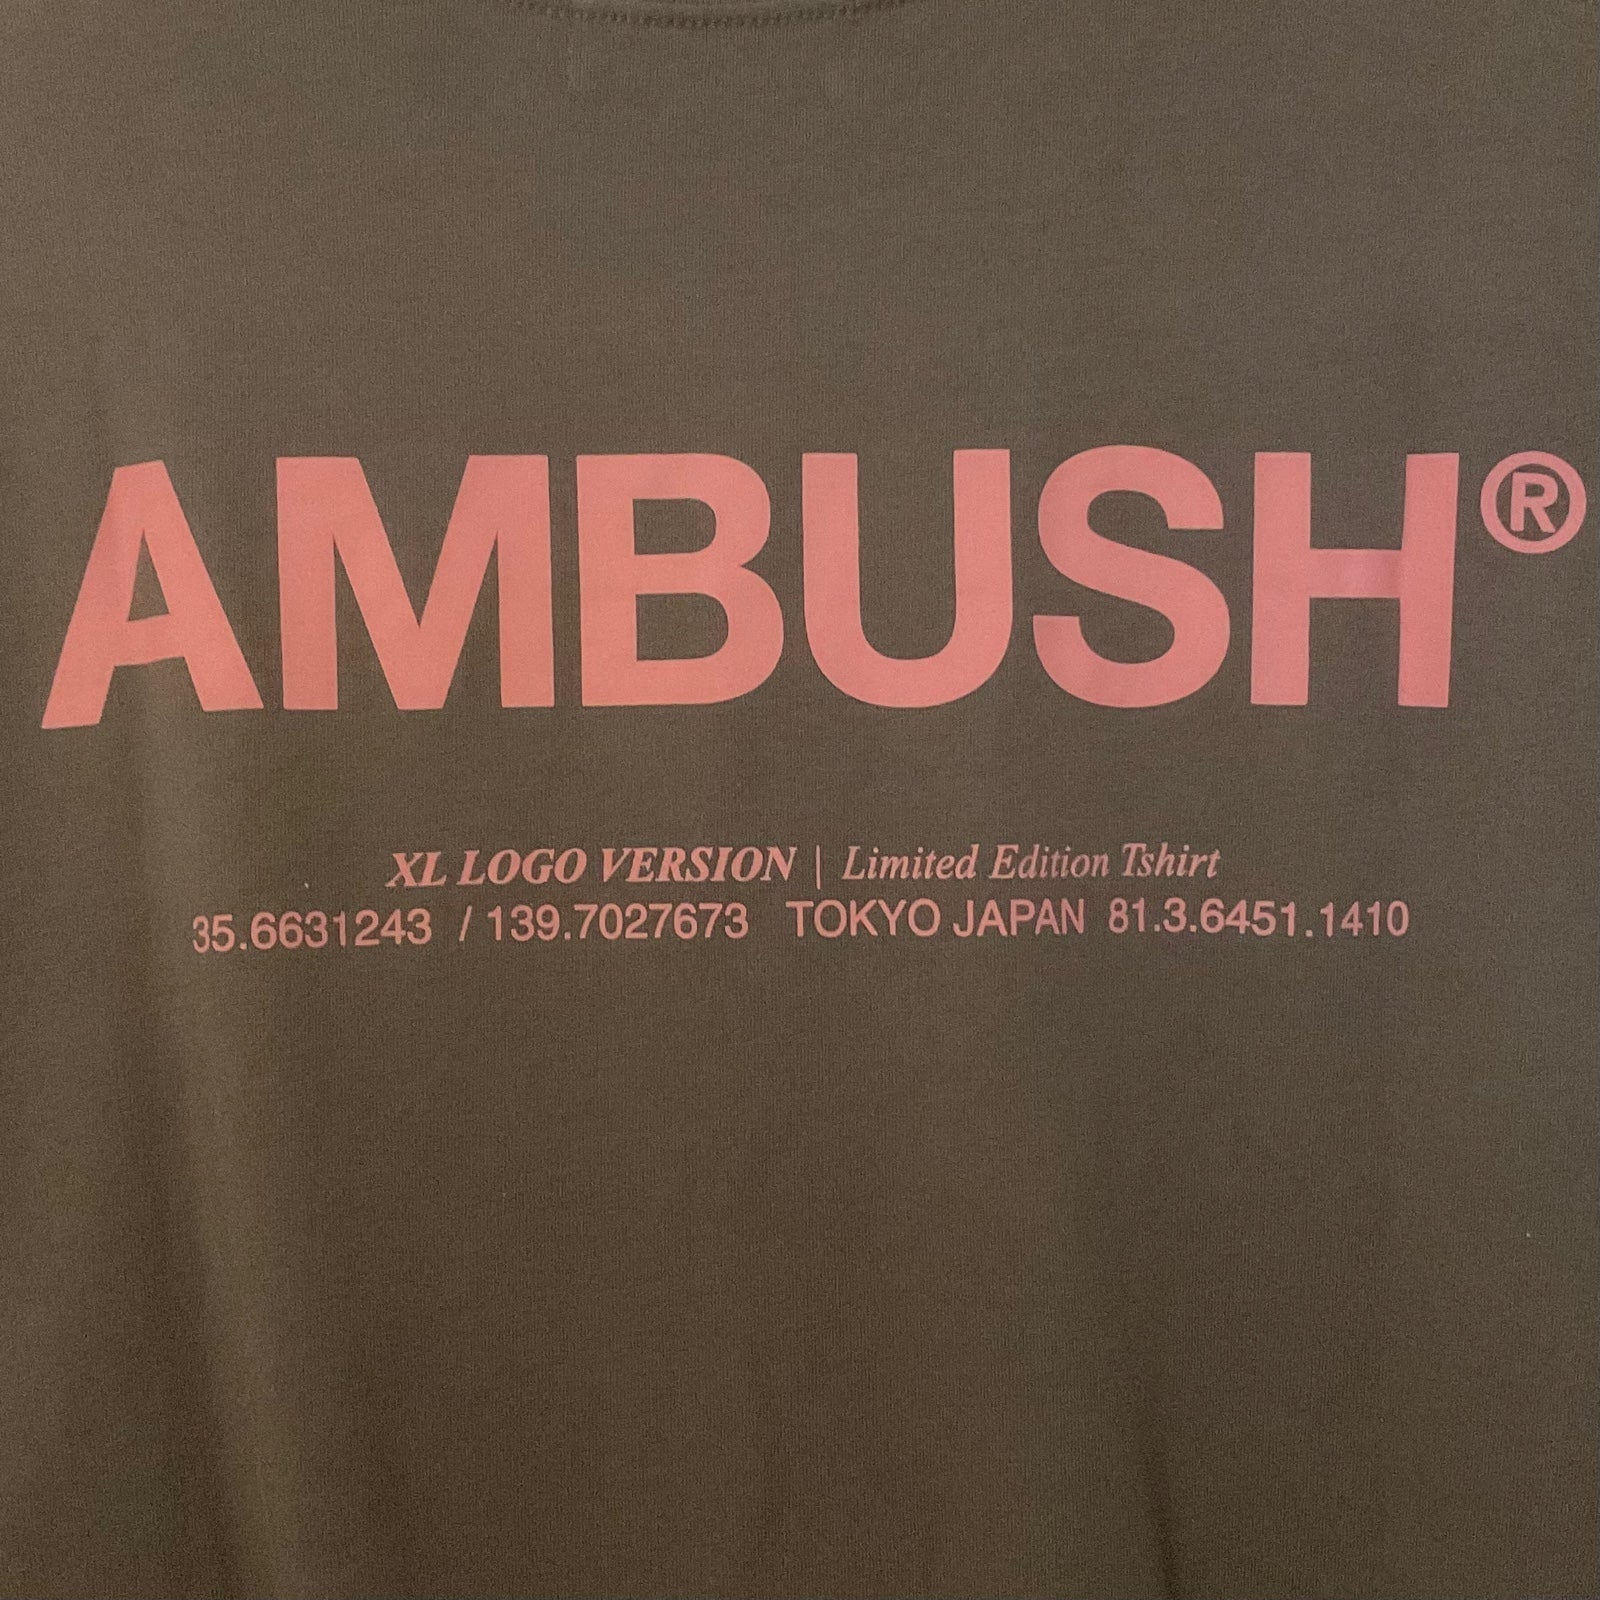 AMBUSH®
XL LOGO VERSION | Limited Edition Tshirt
35.6631243 / 139.7027673 TOKYO JAPAN 81.3.6451.1410